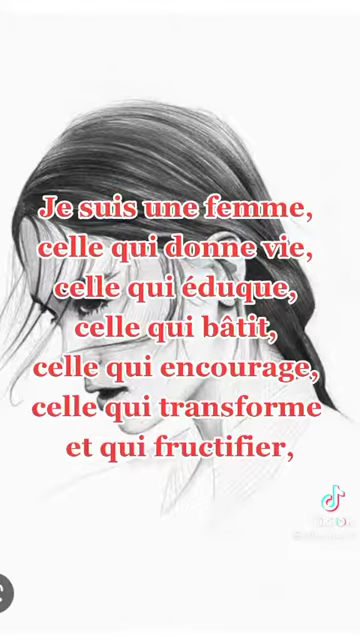 Je suis une femme,
celle qui donne vie,
celle qui éduque,
celle qui bâtit,
celle qui encourage,
celle qui transforme
et qui fructifier,